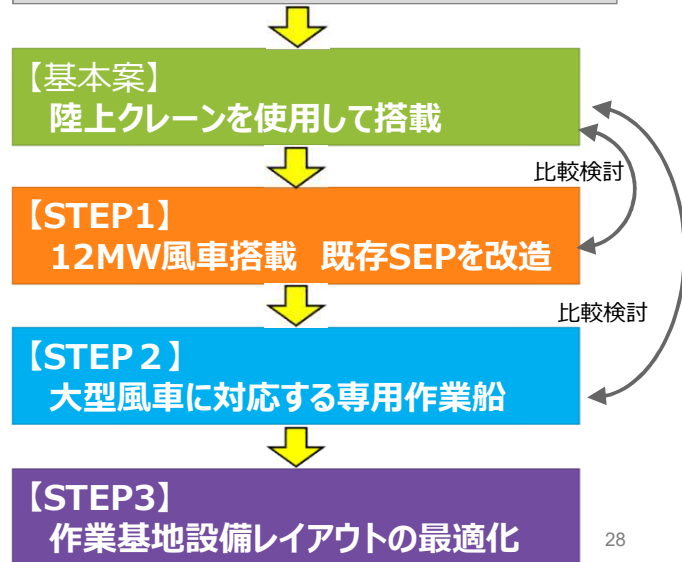 【基本案】
陸上クレーンを使用して搭載
比較検討
【STEP1】
12MW風車搭載 既存SEPを改造
比較検討
【STEP２】
大型風車に対応する専用作業船
【STEP3】
作業基地設備レイアウトの最適化
28